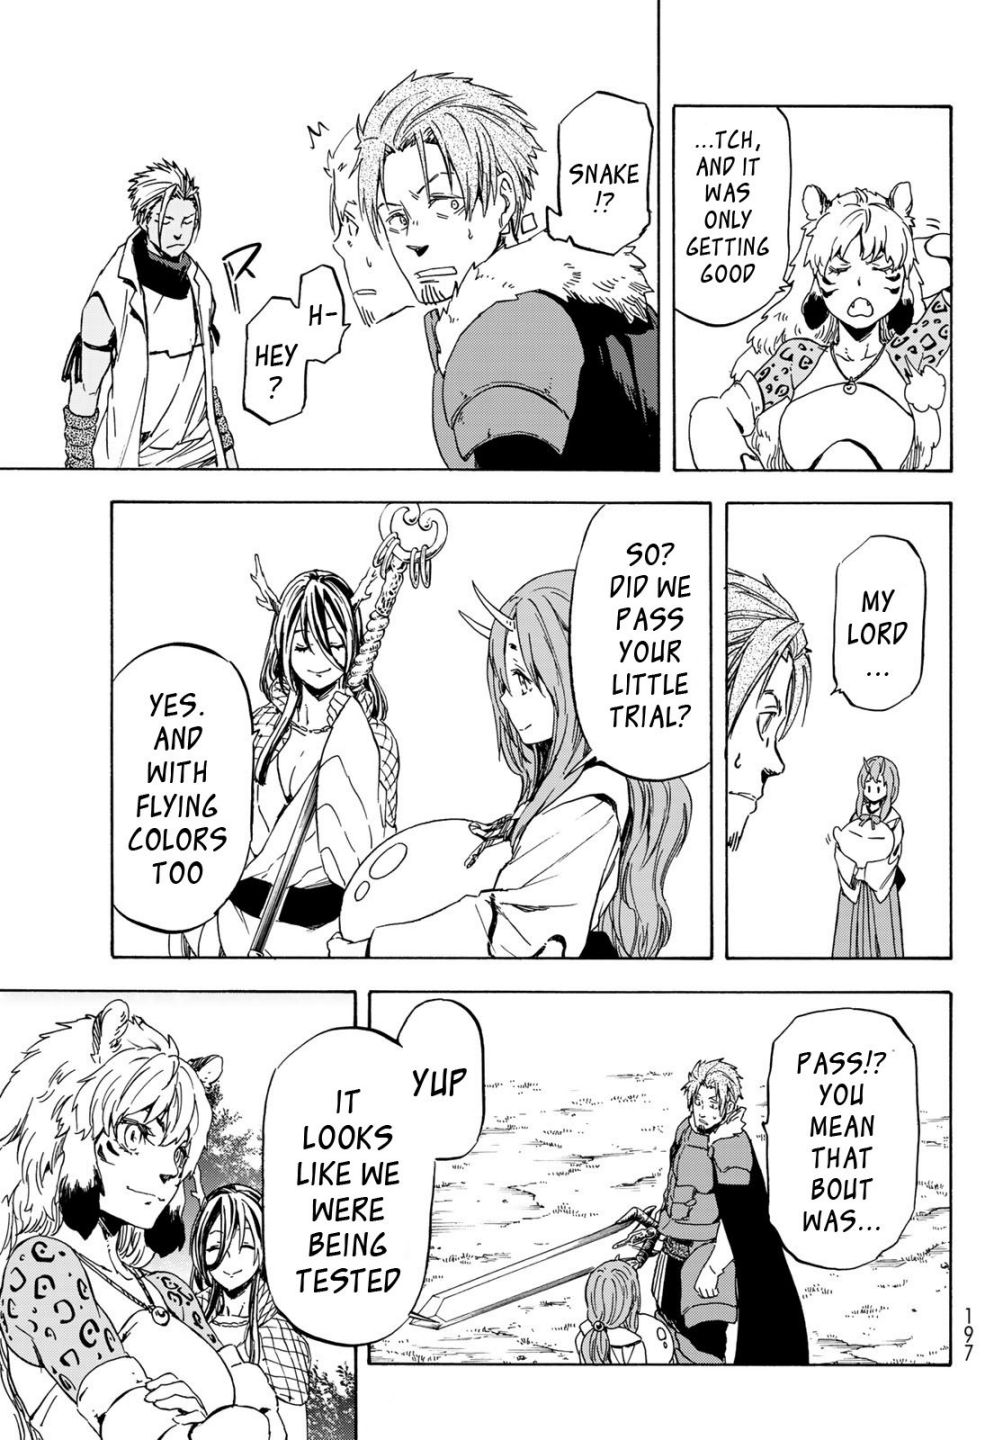 ...TCH,
AND IT
WAS
ONLY
GETTING
GOOD
SNAKE
!?
H-
HEY
?
MY
LORD
...
SO?
DID WE
PASS
YOUR
LITTLE
TRIAL?
YES.
AND
WITH
FLYING
COLORS
TOO
PASS!?
YOU
MEAN
THAT
BOUT
WAS...
YUP
IT
LOOKS
LIKE WE
WERE
BEING
TESTED
197